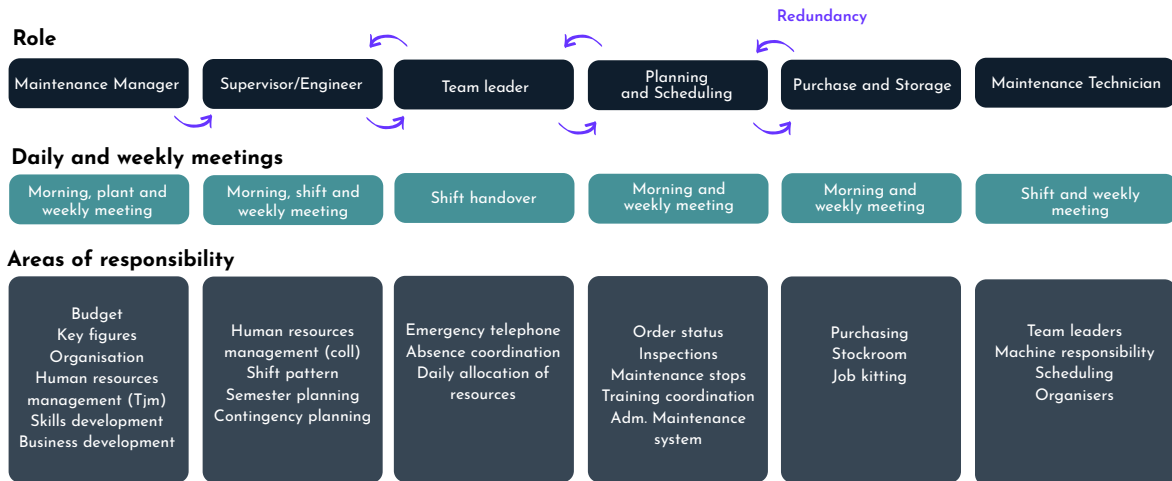 Redundancy
Role
Maintenance Manager
Supervisor/Engineer
Team leader
Planning
and Scheduling
Purchase and Storage
Maintenance Technician
Daily and weekly meetings
Morning, plant and
weekly meeting
Morning, shift and
weekly meeting
Shift handover
Morning and
weekly meeting
Morning and
weekly meeting
Shift and weekly
meeting
Areas of responsibility
Budget
Key figures
Organisation
Human resources
management (Tjm)
Skills development
Business development
Human resources
management (coll)
Shift pattern
Semester planning
Contingency planning
Emergency telephone
Absence coordination
Daily allocation of
resources
Order status
Inspections
Maintenance stops
Training coordination
Adm. Maintenance
system
Purchasing
Stockroom
Job kitting
Team leaders
Machine responsibility
Scheduling
Organisers